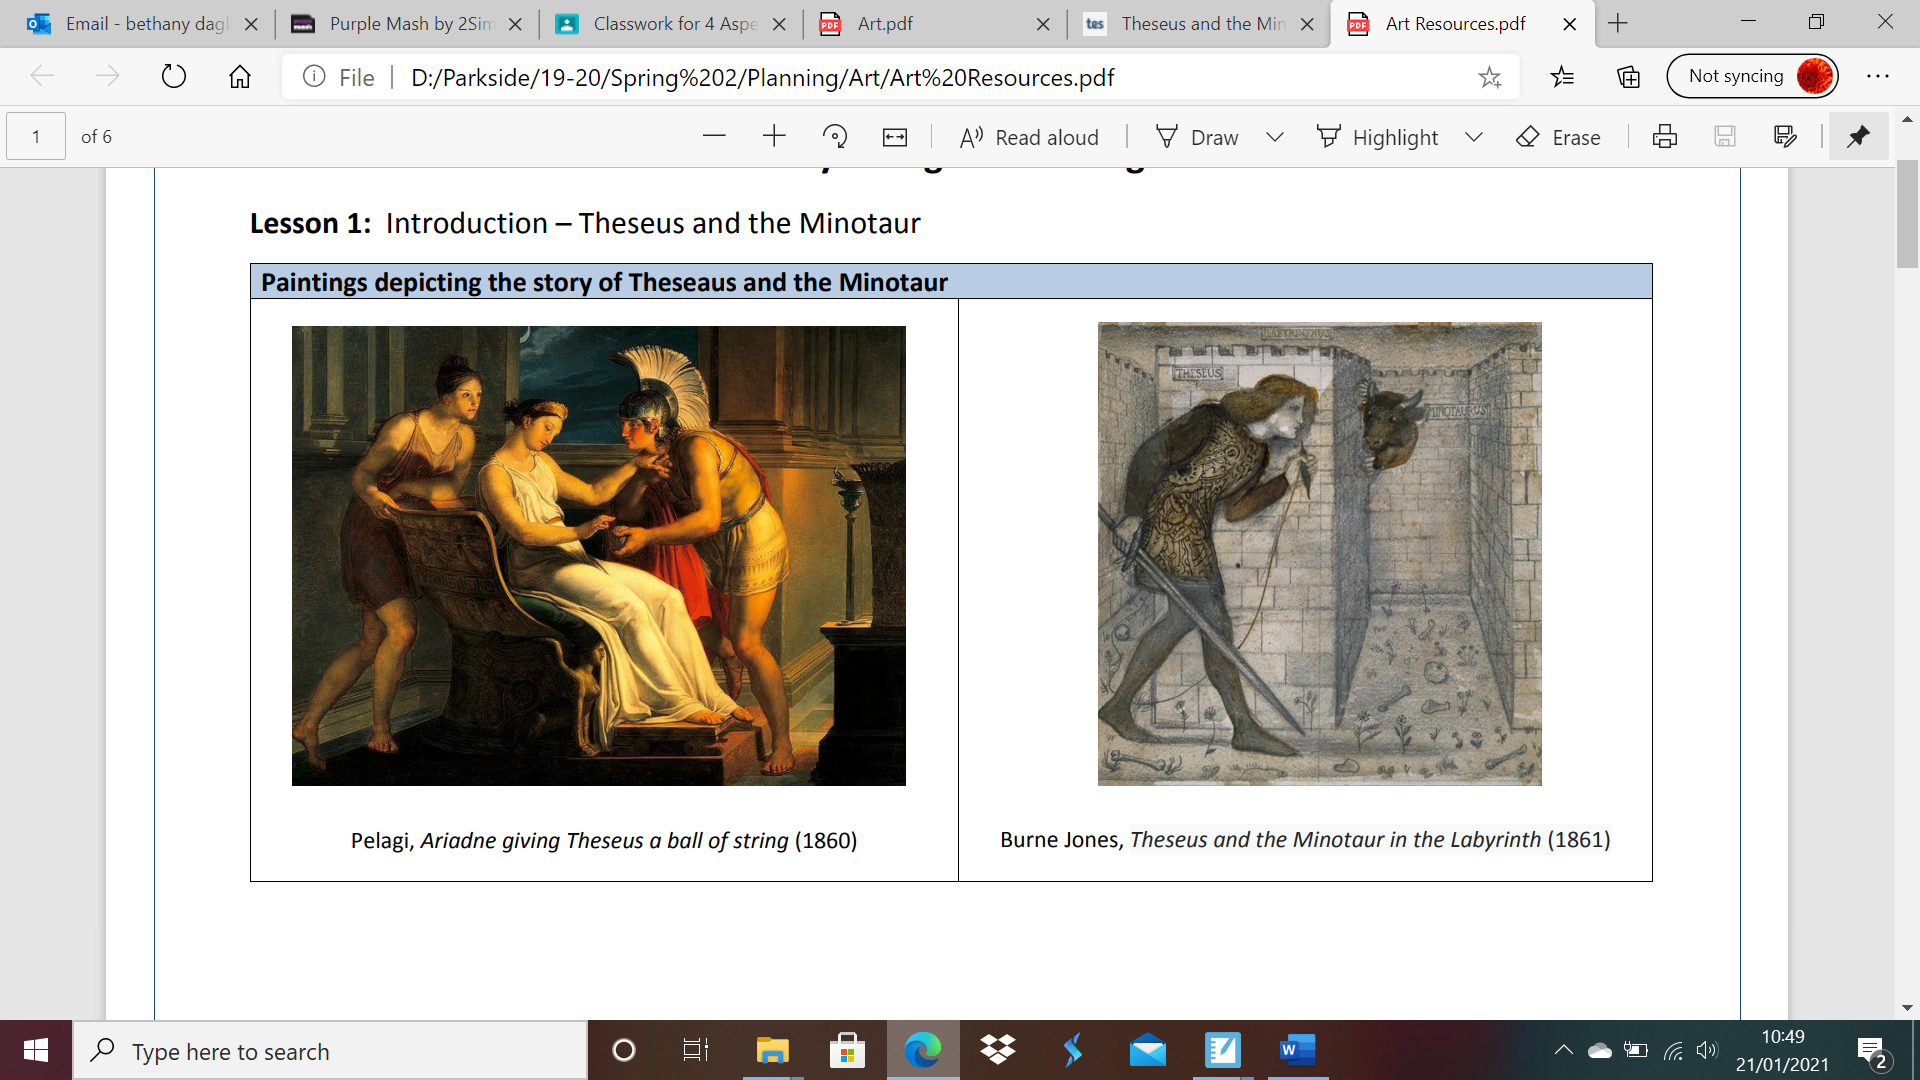 Email - bethany dagl
Purple Mash by 2Sim
Classwork for 4 Aspe
Art.pdf
tes
Theseus and the Min
Art Resources.pdf
File
D:/Parkside/19-20/Spring%202/Planning/Art/Art%20Resources.pdf
Not syncing
1 of 6
Read aloud
Draw
Highlight
Erase
Lesson 1: Introduction – Theseus and the Minotaur
Paintings depicting the story of Theseaus and the Minotaur
LABYRINTHUS
THESEUS
MINOTAURUS
Pelagi, Ariadne giving Theseus a ball of string (1860)
Burne Jones, Theseus and the Minotaur in the Labyrinth (1861)
Type here to search
10:49
21/01/2021
2